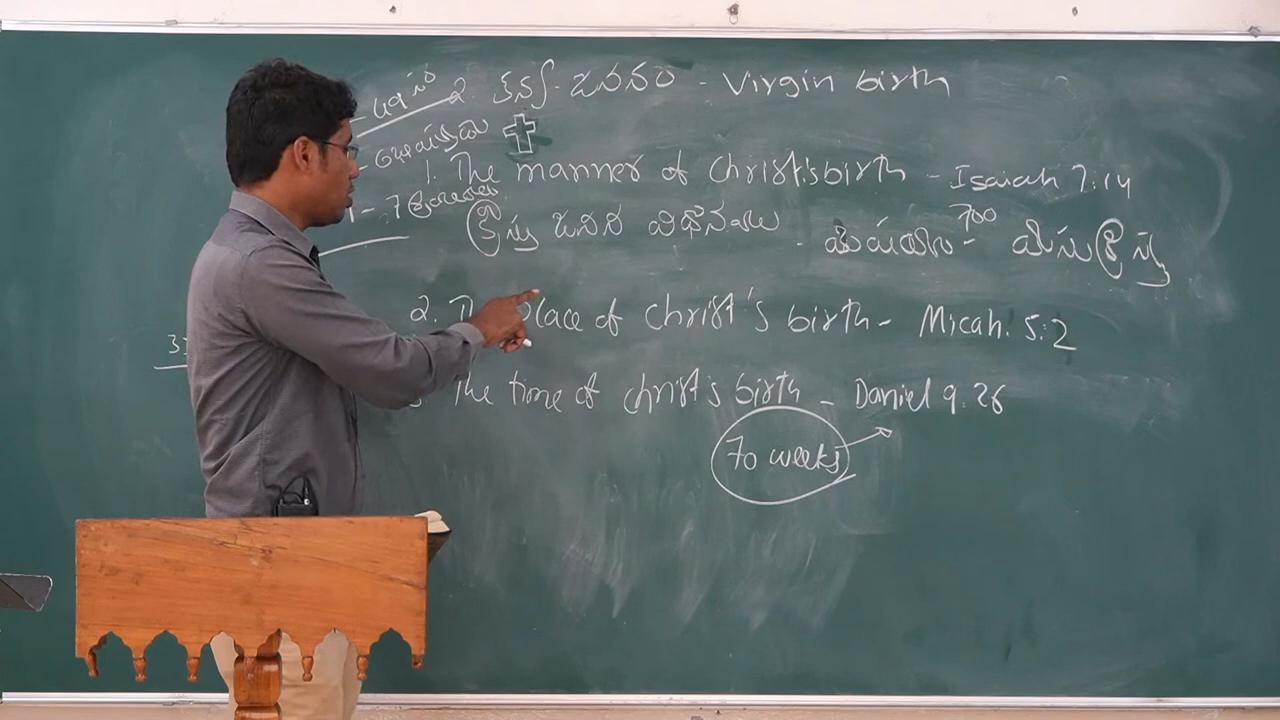 2. కన్య - జననం - Virgin birth
1. The manner of Christ's birth - Isaiah 7:14
క్రీస్తు జనన విధానము - యెషయా - 700 యేసుక్రీస్తు
2. The place of christ's birth - Micah. 5:2
The time of christ's birth - Daniel 9:26
70 weeks